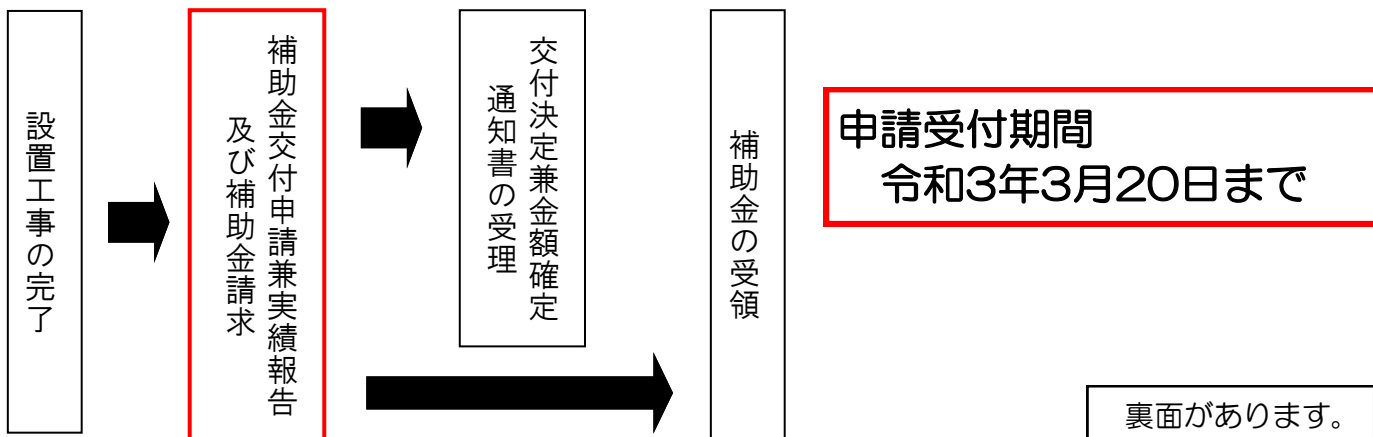 設置工事の完了
補助金交付申請兼実績報告
及び補助金請求
交付決定兼金額確定
通知書の受理
補助金の受領
申請受付期間
令和3年3月20日まで
裏面があります。